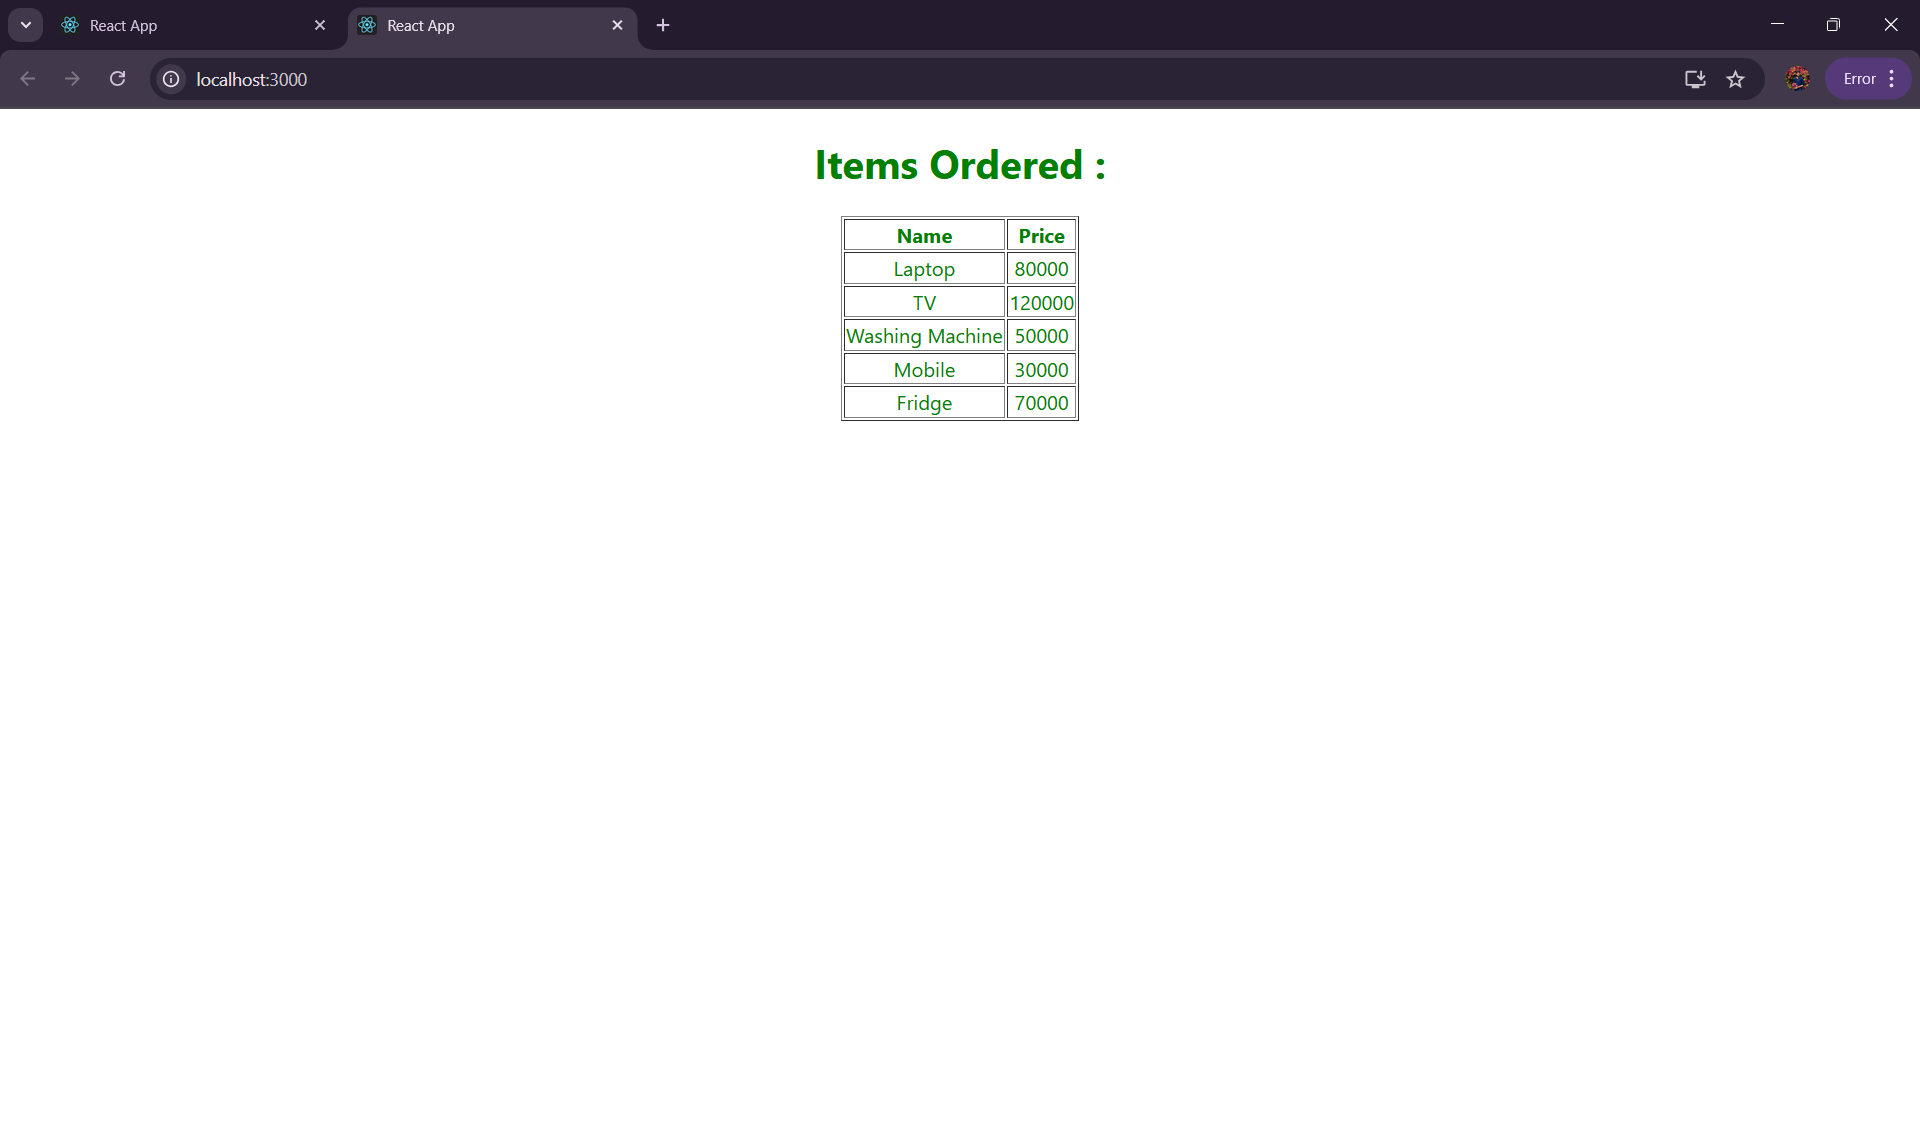 React App
React App
localhost:3000
Error
Items Ordered :
Name Price
Laptop 80000
TV 120000
Washing Machine 50000
Mobile 30000
Fridge 70000